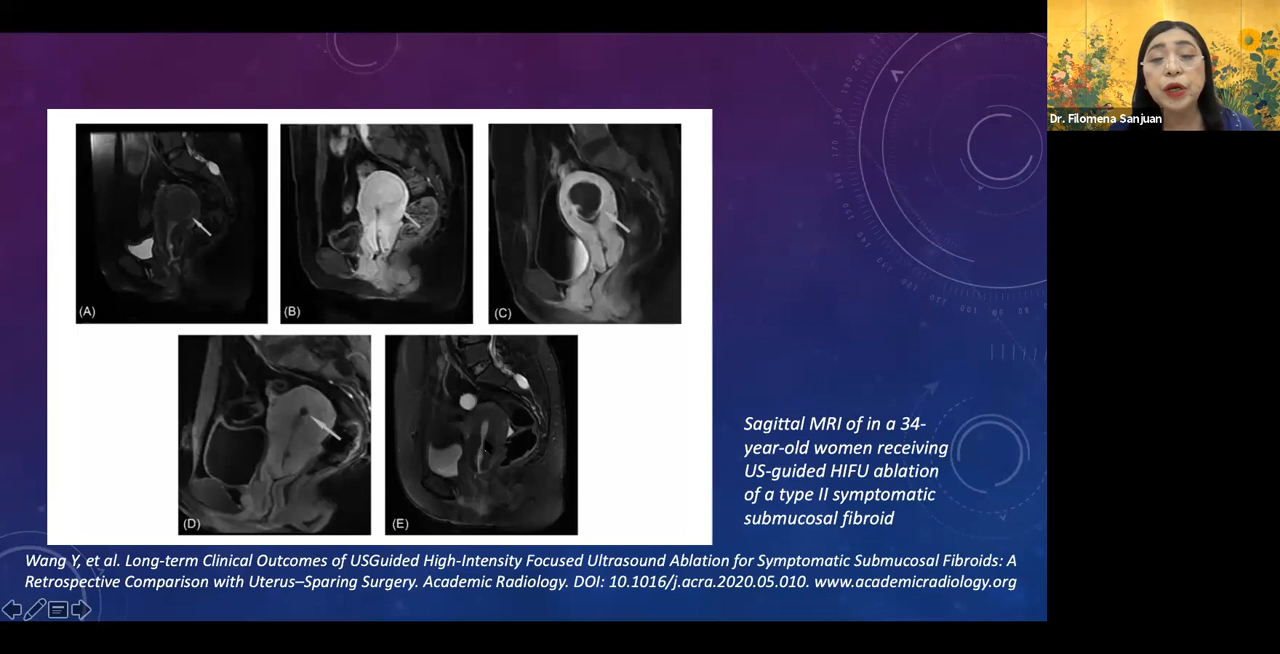 Dr. Filomena Sanjuan
(A)
(B)
(C)
(D)
(E)
Sagittal MRI of in a 34-
year-old women receiving
US-guided HIFU ablation
of a type II symptomatic
submucosal fibroid
Wang Y, et al. Long-term Clinical Outcomes of USGuided High-Intensity Focused Ultrasound Ablation for Symptomatic Submucosal Fibroids: A
Retrospective Comparison with Uterus–Sparing Surgery. Academic Radiology. DOI: 10.1016/j.acra.2020.05.010. www.academicradiology.org